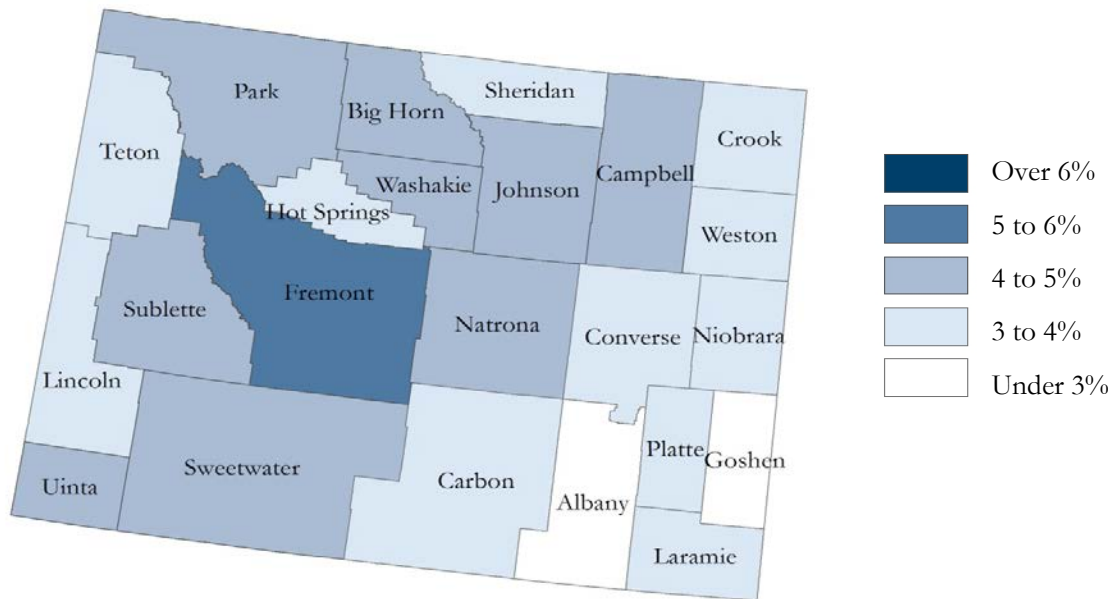 Park
Big Horn
Sheridan
Crook
Teton
Washakie
Johnson
Campbell
Hot Springs
Weston
Fremont
Sublette
Natrona
Converse
Niobrara
Lincoln
Sweetwater
Carbon
Platte
Goshen
Uinta
Albany
Laramie
Over 6%
5 to 6%
4 to 5%
3 to 4%
Under 3%